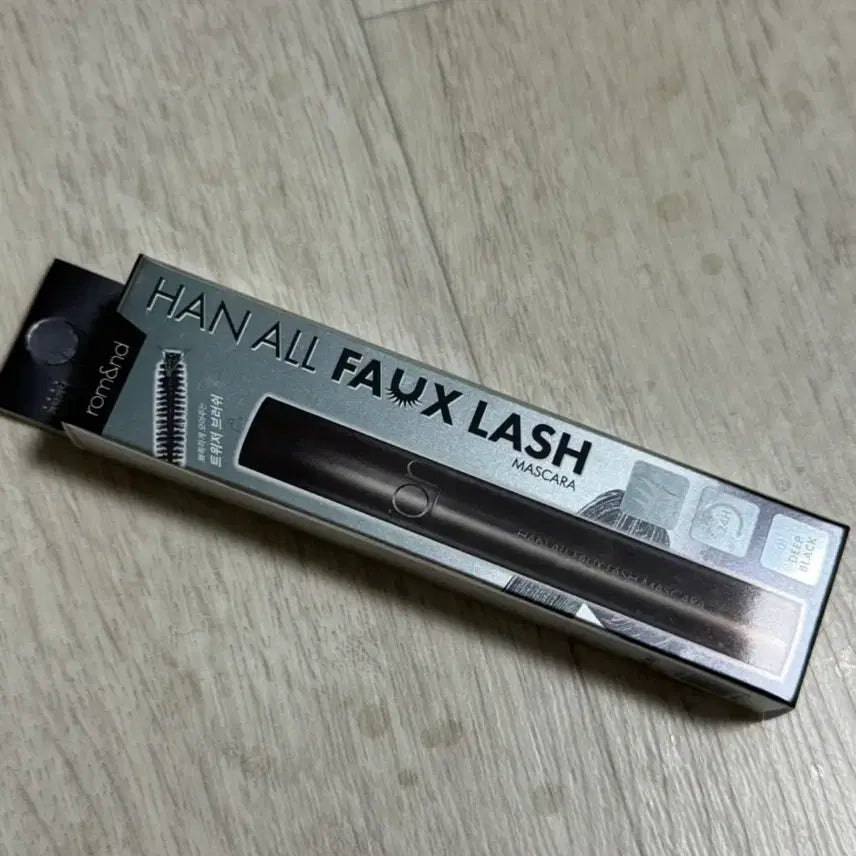 rom&nd
HAN ALL FAUX LASH
MASCARA
트위저 브러쉬
HAN ALL FAUX LASH MASCARA
01
DEEP
BLACK